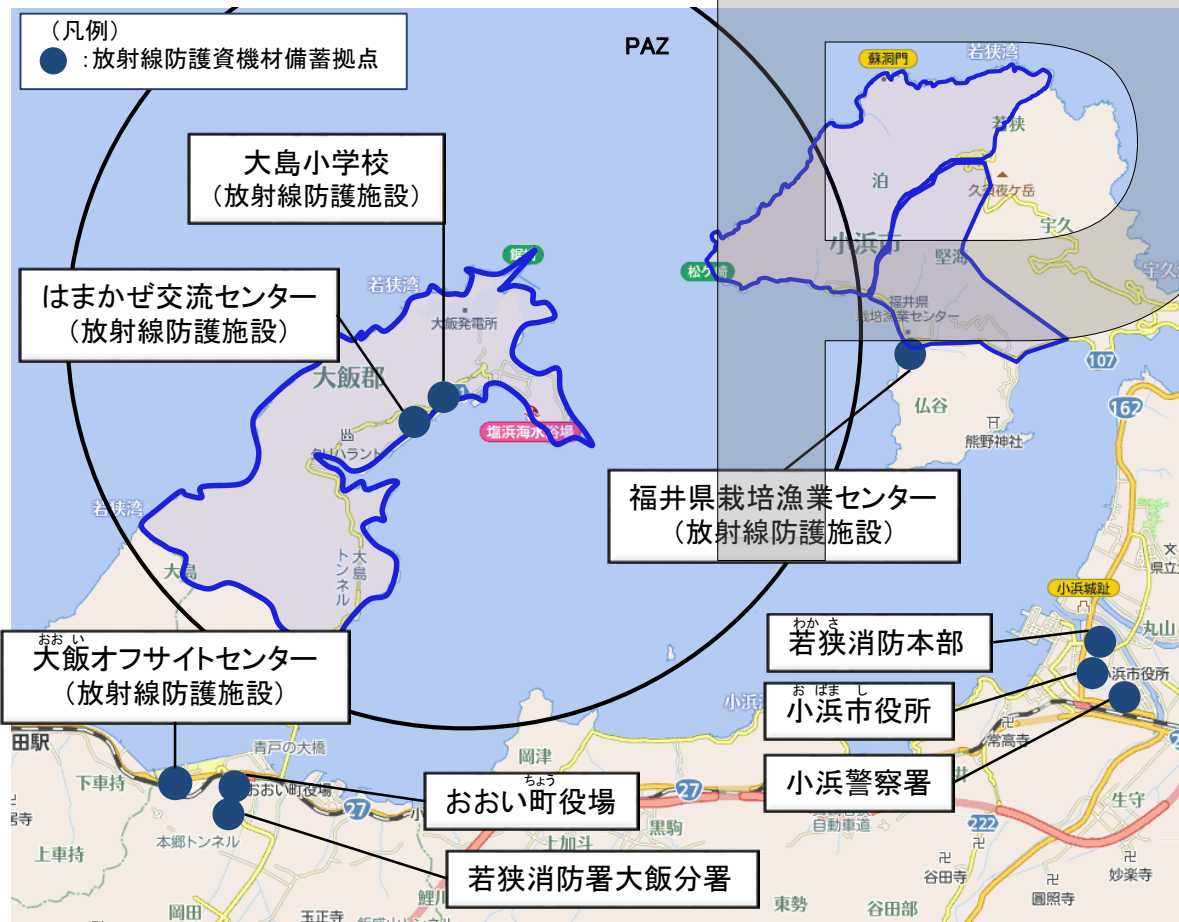 （凡例）
：放射線防護資機材備蓄拠点
PAZ
蘇洞門
若狭湾
若狭
大島小学校
（放射線防護施設）
泊
久須夜ケ岳
小浜市
宇久
堅海
松ケ崎
鋸崎
若狭湾
はまかぜ交流センター
（放射線防護施設）
大飯発電所
福井県
栽培漁業センター
107
大飯郡
162
仏谷
熊野神社
塩浜海水浴場
若狭湾
福井県栽培漁業センター
（放射線防護施設）
大島
大島
トンネル
小浜城趾
丸山
おおい
大飯オフサイトセンター
（放射線防護施設）
わかさ
若狭消防本部
小浜市役所
おばまし
小浜市役所
常高寺
田駅
青戸の大橋
岡津
下車持
ちょう
おおい町役場
おおい町役場
27
27
小浜警察署
生守
本郷トンネル
上加斗
黒駒
自動車道
222
上車持
若狭消防署大飯分署
谷田寺
妙楽寺
圓照寺
岡田
玉正寺
東勢
谷田部